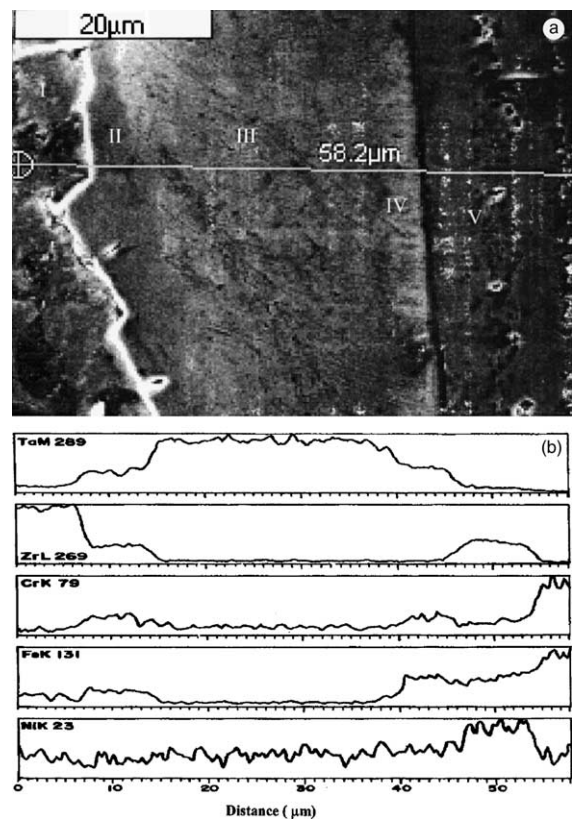 20µm
a
I
II
III
58.2µm
IV
V
TaM 289
(b)
ZrL 269
CrK 79
FeK 131
NiK 23
0 10 20 30 40 50
Distance ( µm)